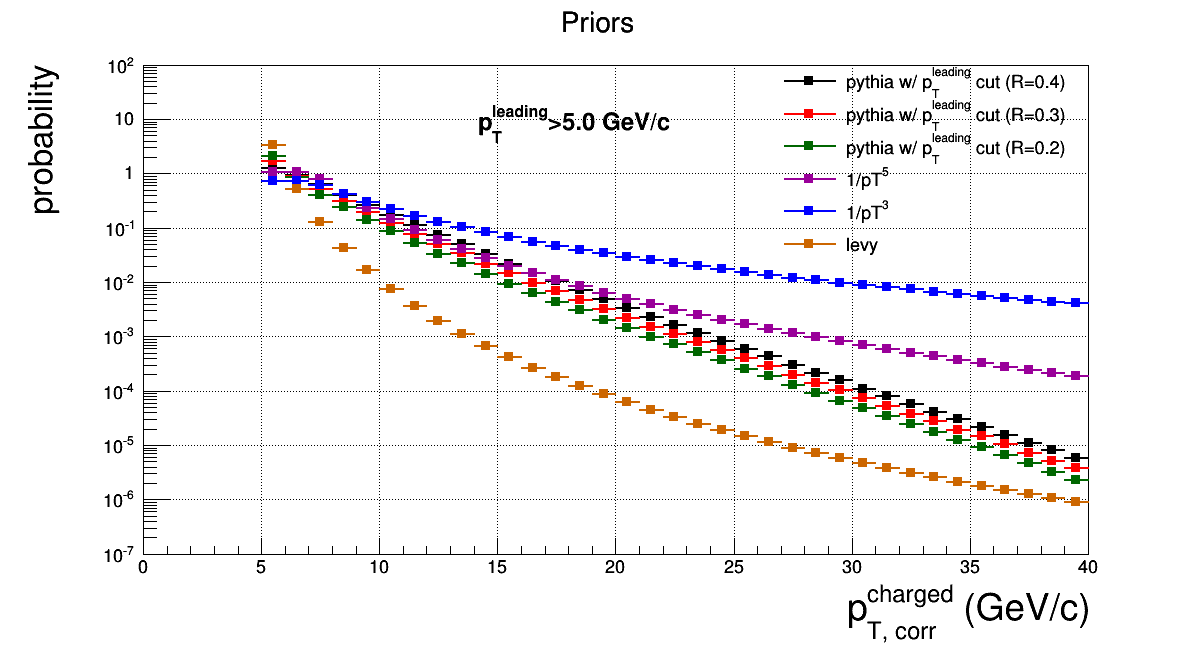 Priors
probability
10²
10
1
10⁻¹
10⁻²
10⁻³
10⁻⁴
10⁻⁵
10⁻⁶
10⁻⁷
p_T^leading>5.0 GeV/c
pythia w/ p_T^leading cut (R=0.4)
pythia w/ p_T^leading cut (R=0.3)
pythia w/ p_T^leading cut (R=0.2)
1/pT⁵
1/pT³
levy
0 5 10 15 20 25 30 35 40
p_T, corr^charged (GeV/c)